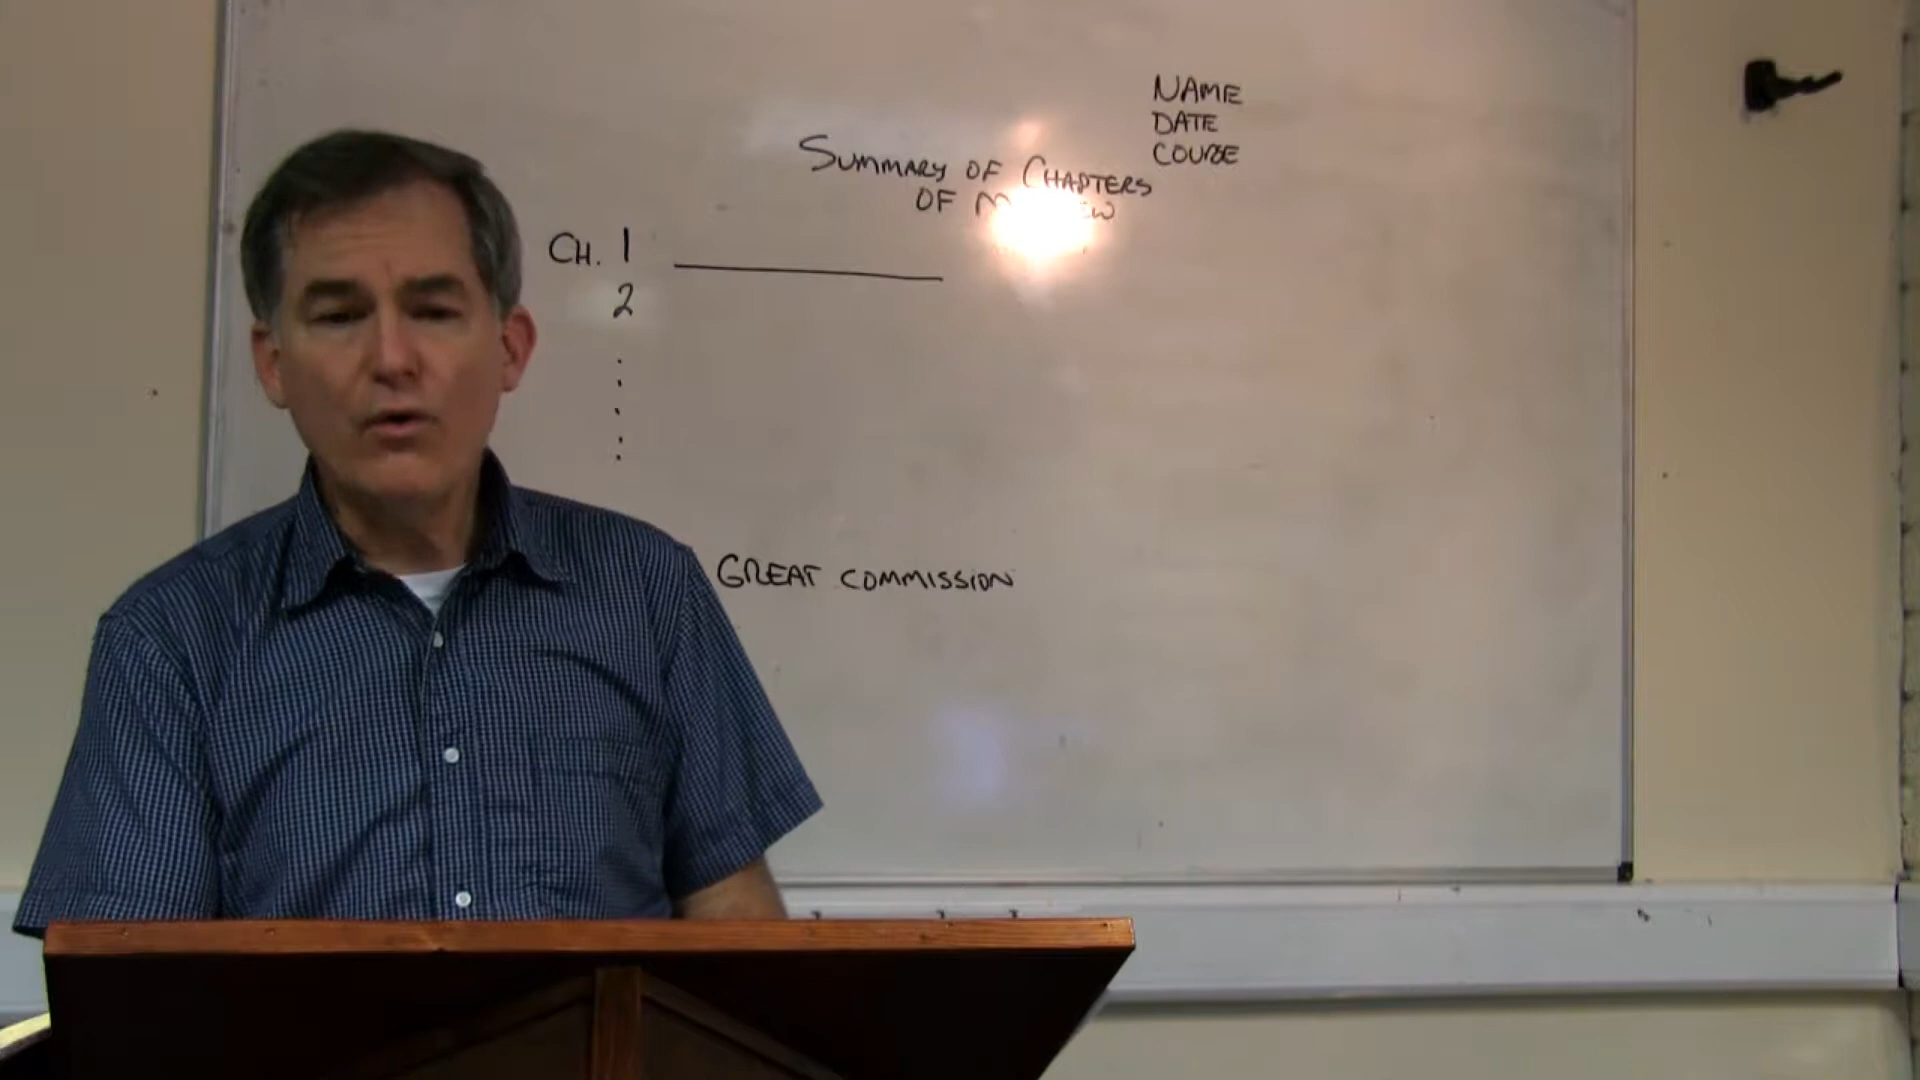 NAME
DATE
COURSE
SUMMARY OF CHAPTERS
OF
CH. 1
2
GREAT COMMISSION